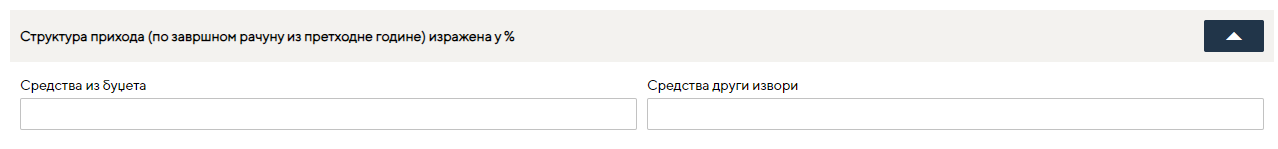 Структура прихода (по завршном рачуну из претходне године) изражена у %
Средства из буџета
Средства други извори